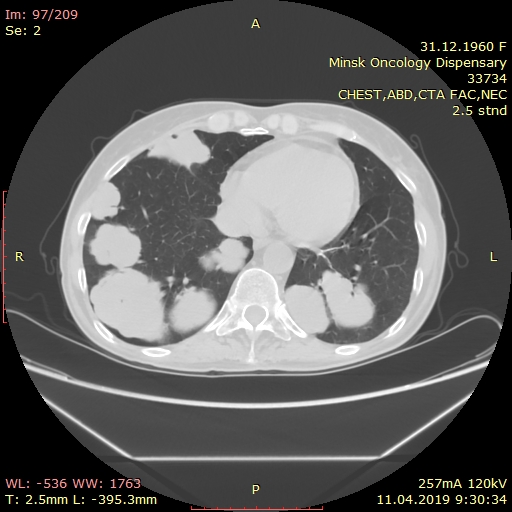 Im: 97/209
Se: 2
A
31.12.1960 F
Minsk Oncology Dispensary
33734
CHEST,ABD,CTA FAC,NEC
2.5 stnd
R
L
WL: -536 WW: 1763
T: 2.5mm L: -395.3mm
P
257mA 120kV
11.04.2019 9:30:34